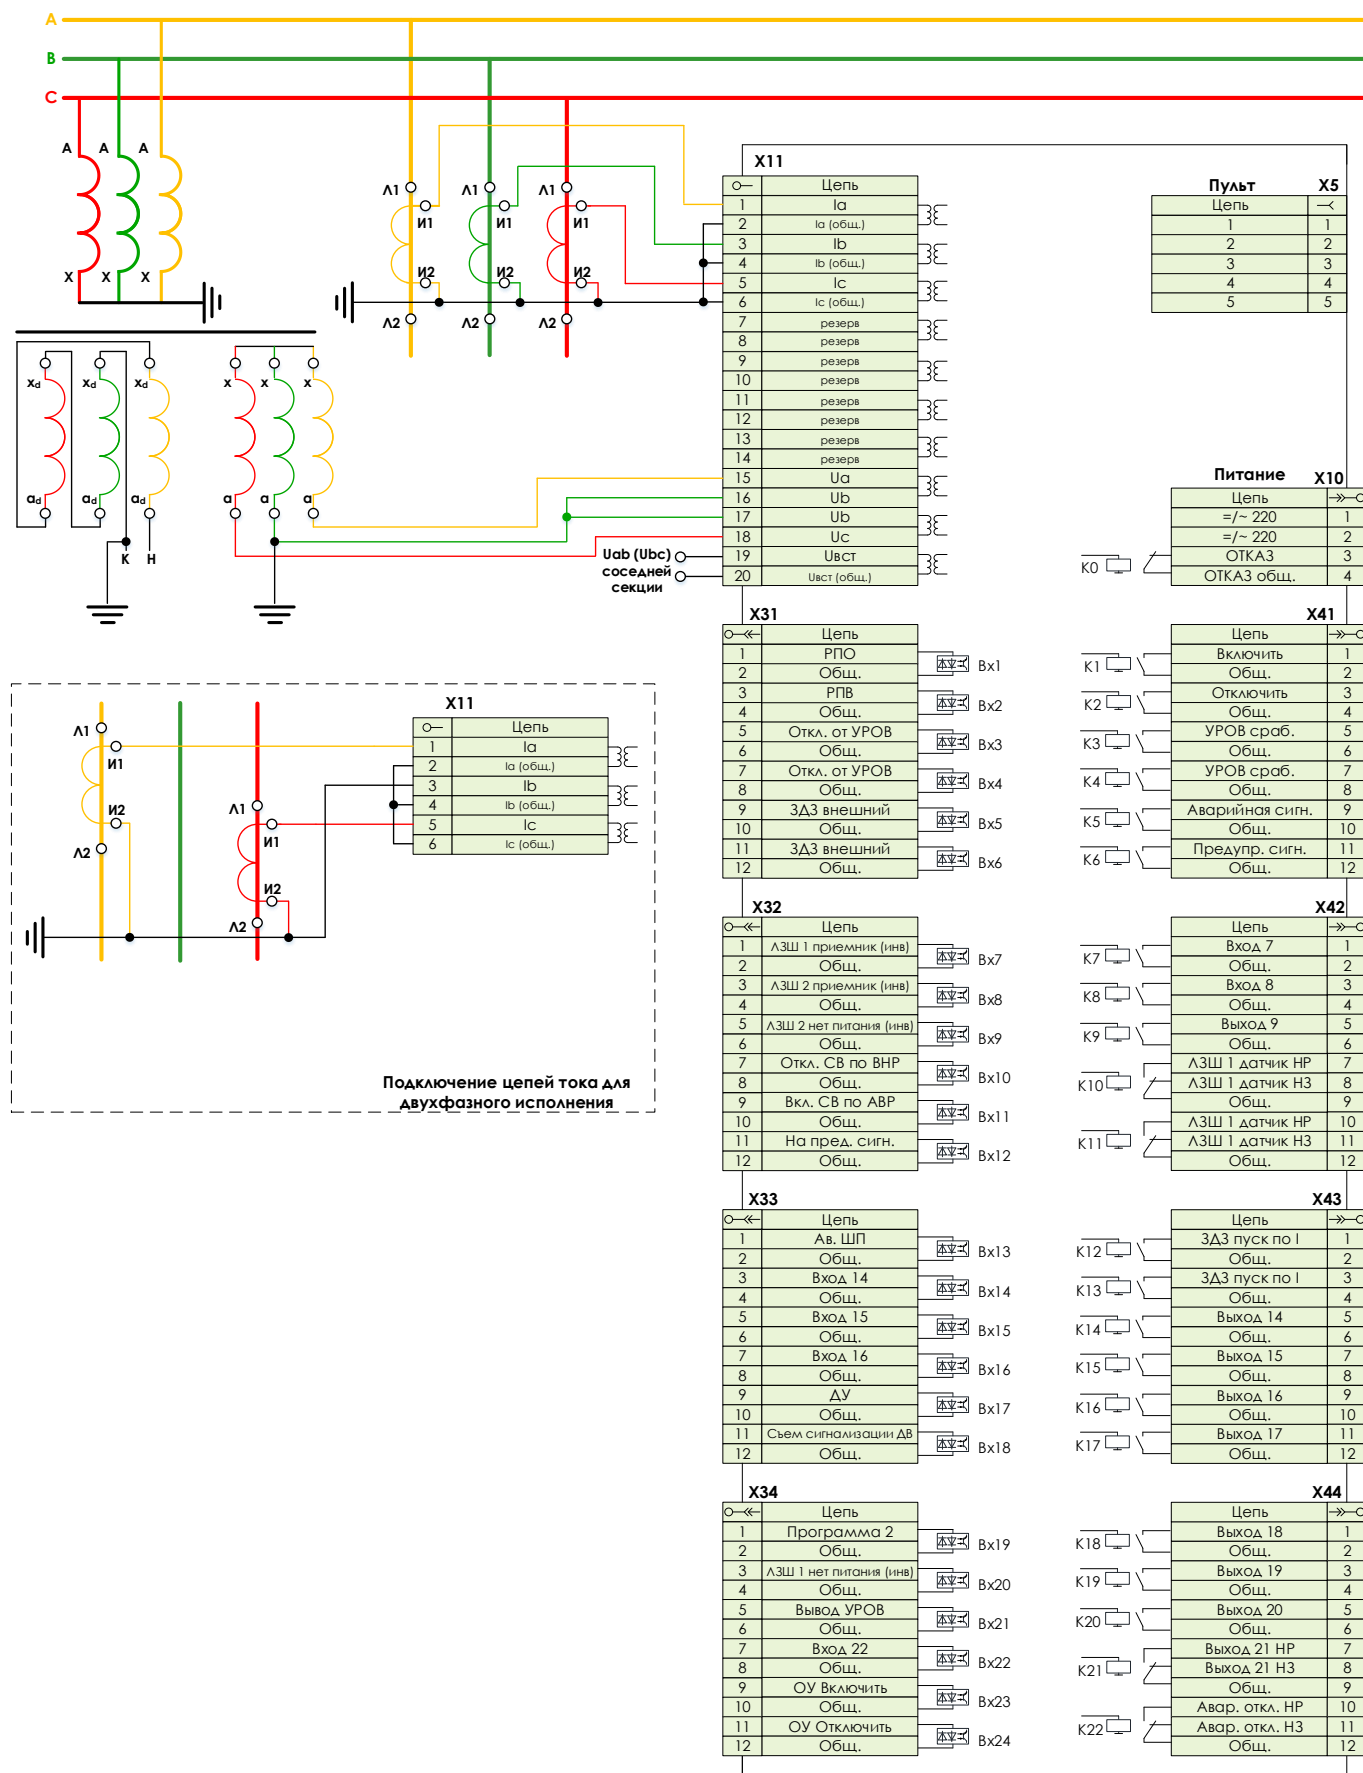 A
B
C
A A A
X X X
Л1 Л1 Л1
И1 И1 И1
И2 И2 И2
Л2 Л2 Л2
xd xd xd
x x x
ad ad ad
a a a
К Н
Uab (Ubc)
соседней
секции
X11
Цепь
1 Ia
2 Ia (общ.)
3 Ib
4 Ib (общ.)
5 Ic
6 Ic (общ.)
7 резерв
8 резерв
9 резерв
10 резерв
11 резерв
12 резерв
13 резерв
14 резерв
15 Ua
16 Ub
17 Ub
18 Uc
19 Uвст
20 Uвст (общ.)
Пульт X5
Цепь
1 1
2 2
3 3
4 4
5 5
Питание X10
Цепь
=/~ 220 1
=/~ 220 2
ОТКАЗ 3
ОТКАЗ общ. 4
K0
X31
Цепь
1 РПО
2 Общ.
3 РПВ
4 Общ.
5 Откл. от УРОВ
6 Общ.
7 Откл. от УРОВ
8 Общ.
9 ЗДЗ внешний
10 Общ.
11 ЗДЗ внешний
12 Общ.
Вх1
Вх2
Вх3
Вх4
Вх5
Вх6
X41
Цепь
Включить 1
Общ. 2
Отключить 3
Общ. 4
УРОВ сраб. 5
Общ. 6
УРОВ сраб. 7
Общ. 8
Аварийная сигн. 9
Общ. 10
Предупр. сигн. 11
Общ. 12
K1
K2
K3
K4
K5
K6
Л1
И1
И2
Л2
Л1
И1
И2
Л2
X11
Цепь
1 Ia
2 Ia (общ.)
3 Ib
4 Ib (общ.)
5 Ic
6 Ic (общ.)
Подключение цепей тока для
двухфазного исполнения
X32
Цепь
1 ЛЗШ 1 приемник (инв)
2 Общ.
3 ЛЗШ 2 приемник (инв)
4 Общ.
5 ЛЗШ 2 нет питания (инв)
6 Общ.
7 Откл. СВ по ВНР
8 Общ.
9 Вкл. СВ по АВР
10 Общ.
11 На пред. сигн.
12 Общ.
Вх7
Вх8
Вх9
Вх10
Вх11
Вх12
X42
Цепь
Вход 7 1
Общ. 2
Вход 8 3
Общ. 4
Выход 9 5
Общ. 6
ЛЗШ 1 датчик НР 7
ЛЗШ 1 датчик НЗ 8
Общ. 9
ЛЗШ 1 датчик НР 10
ЛЗШ 1 датчик НЗ 11
Общ. 12
K7
K8
K9
K10
K11
X33
Цепь
1 Ав. ШП
2 Общ.
3 Вход 14
4 Общ.
5 Вход 15
6 Общ.
7 Вход 16
8 Общ.
9 ДУ
10 Общ.
11 Съем сигнализации ДВ
12 Общ.
Вх13
Вх14
Вх15
Вх16
Вх17
Вх18
X43
Цепь
ЗДЗ пуск по I 1
Общ. 2
ЗДЗ пуск по I 3
Общ. 4
Выход 14 5
Общ. 6
Выход 15 7
Общ. 8
Выход 16 9
Общ. 10
Выход 17 11
Общ. 12
K12
K13
K14
K15
K16
K17
X34
Цепь
1 Программа 2
2 Общ.
3 ЛЗШ 1 нет питания (инв)
4 Общ.
5 Вывод УРОВ
6 Общ.
7 Вход 22
8 Общ.
9 ОУ Включить
10 Общ.
11 ОУ Отключить
12 Общ.
Вх19
Вх20
Вх21
Вх22
Вх23
Вх24
X44
Цепь
Выход 18 1
Общ. 2
Выход 19 3
Общ. 4
Выход 20 5
Общ. 6
Выход 21 НР 7
Выход 21 НЗ 8
Общ. 9
Авар. откл. НР 10
Авар. откл. НЗ 11
Общ. 12
K18
K19
K20
K21
K22